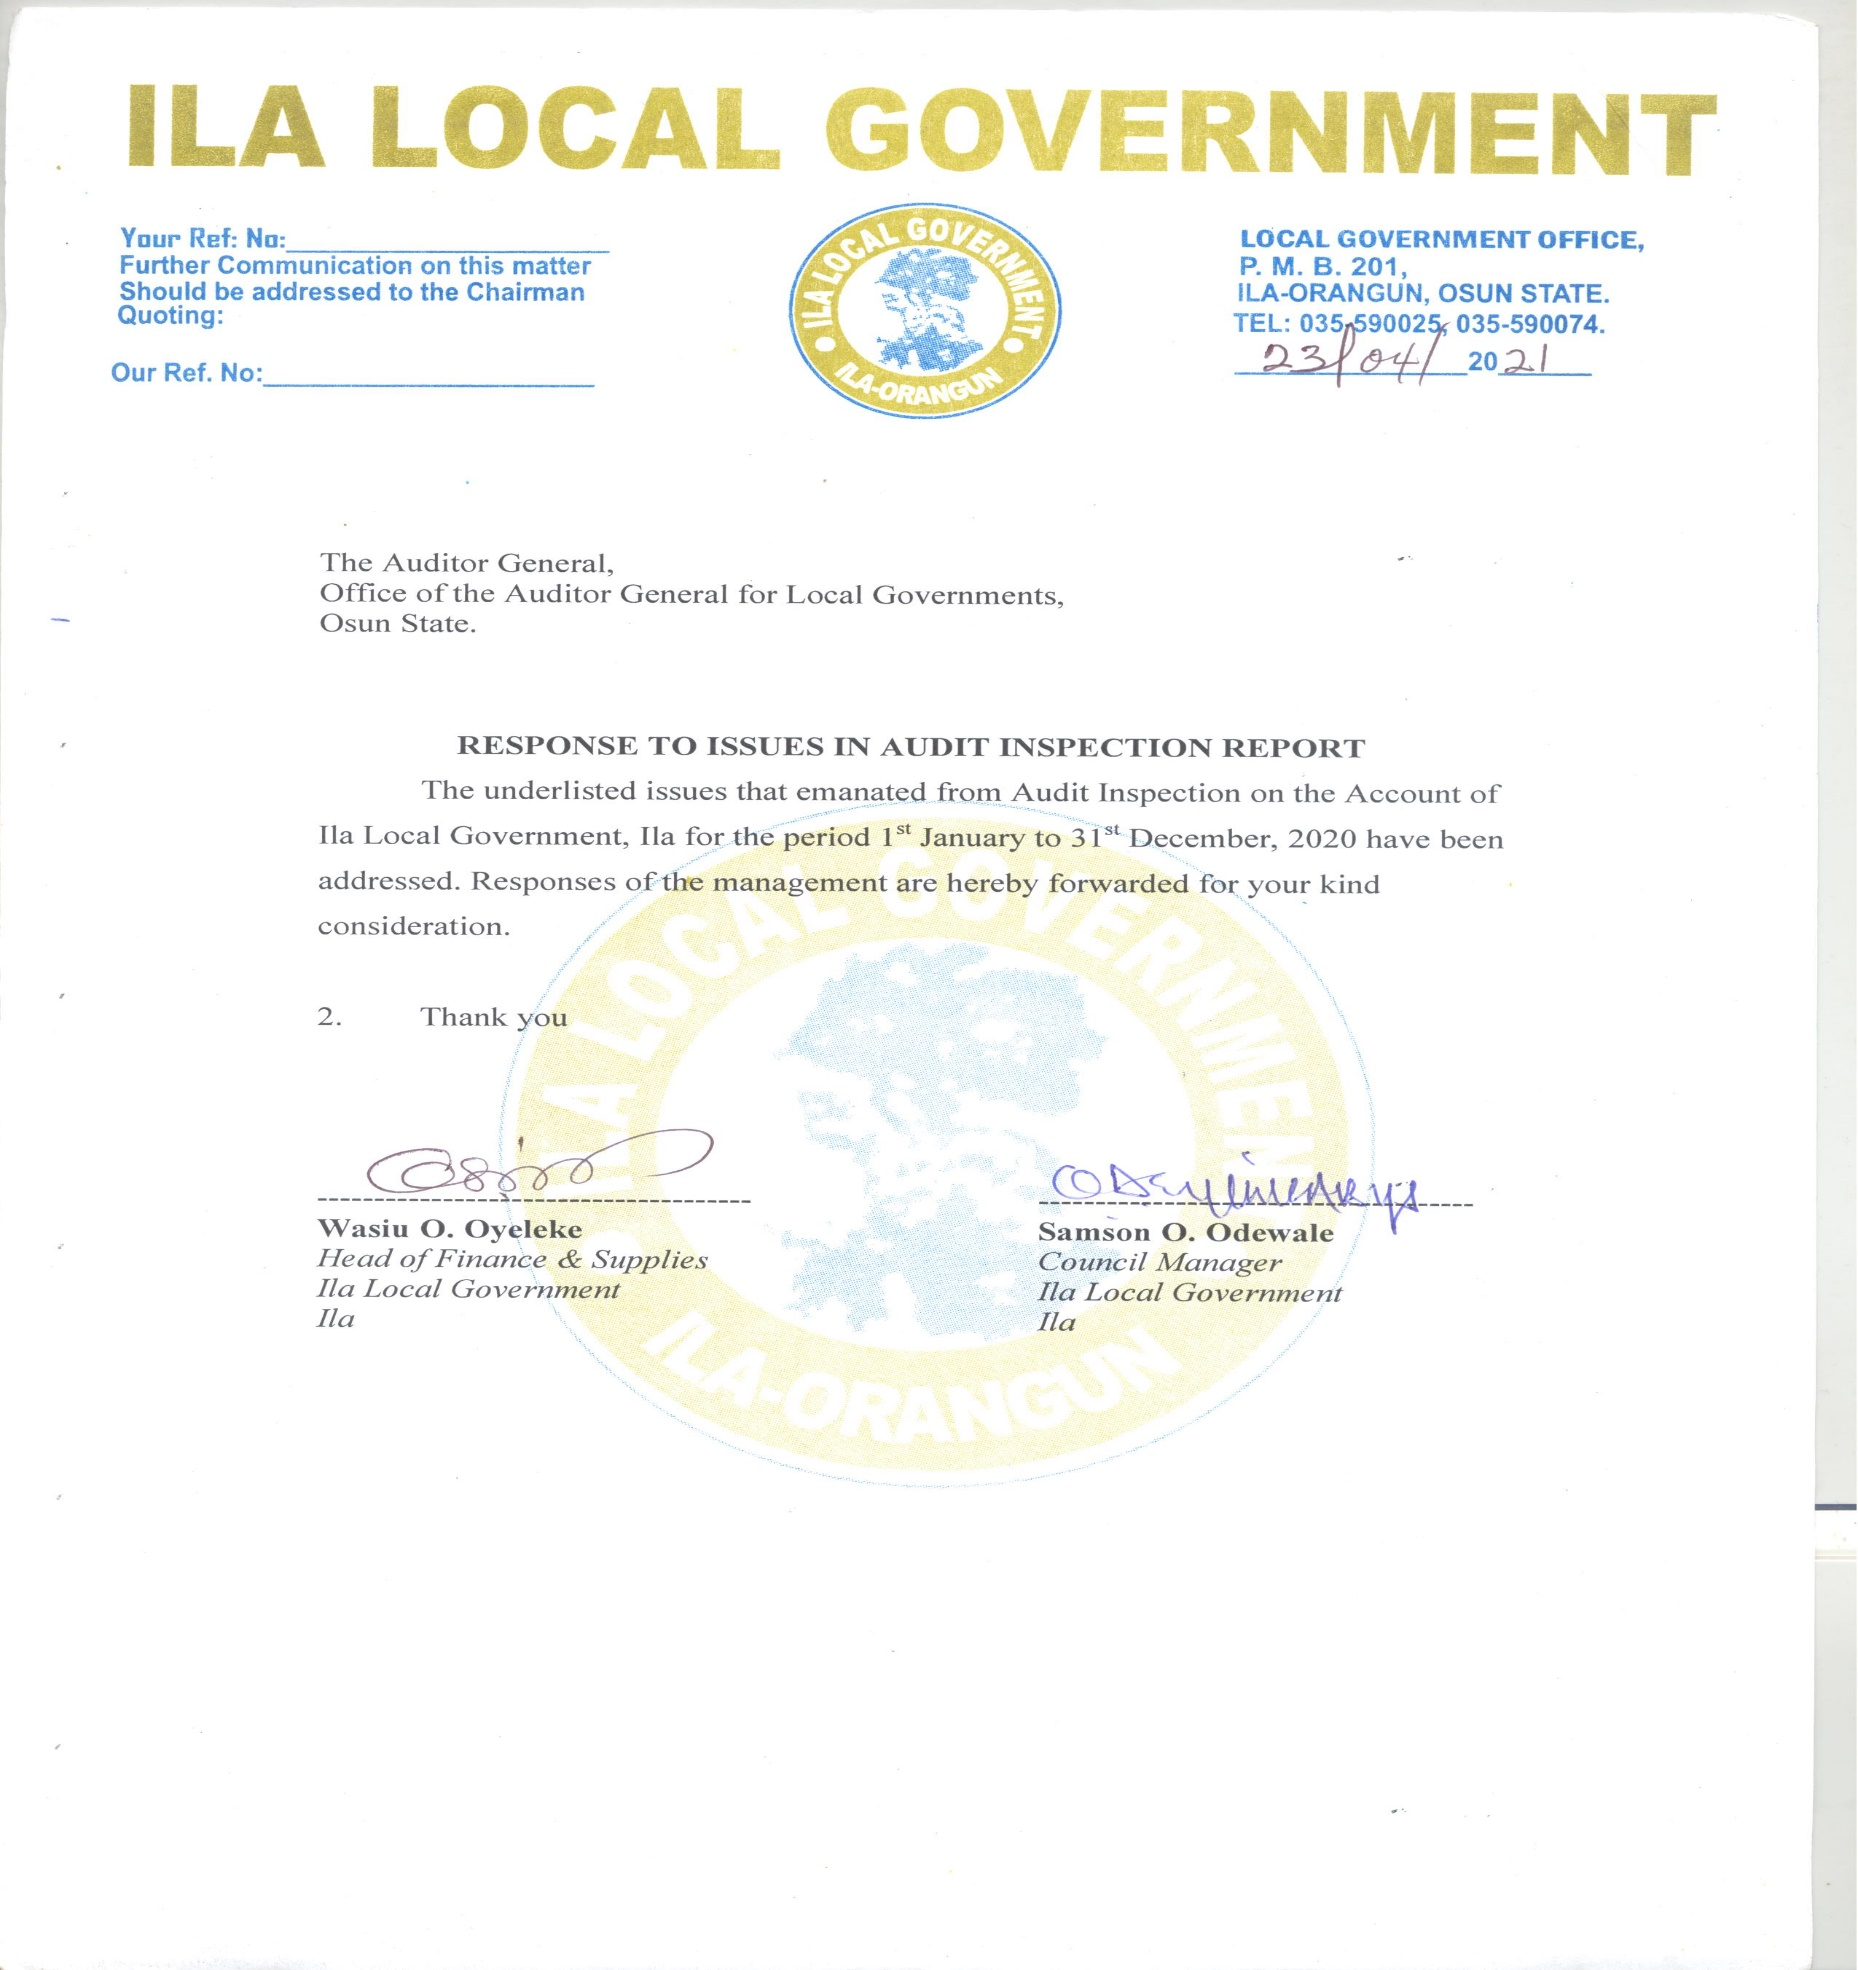 ILA LOCAL GOVERNMENT
Your Ref: No:
Further Communication on this matter
Should be addressed to the Chairman
Quoting:
Our Ref. No:
ILA LOCAL GOVERNMENT
ILA-ORANGUN
LOCAL GOVERNMENT OFFICE,
P. M. B. 201,
ILA-ORANGUN, OSUN STATE.
TEL: 035-590025, 035-590074.
23/04/ 2021
The Auditor General,
Office of the Auditor General for Local Governments,
Osun State.
RESPONSE TO ISSUES IN AUDIT INSPECTION REPORT
The underlisted issues that emanated from Audit Inspection on the Account of
Ila Local Government, Ila for the period 1st January to 31st December, 2020 have been
addressed. Responses of the management are hereby forwarded for your kind
consideration.
2. Thank you
Wasiu O. Oyeleke
Head of Finance & Supplies
Ila Local Government
Ila
Samson O. Odewale
Council Manager
Ila Local Government
Ila
ILA LOCAL GOVERNMENT
ILA-ORANGUN